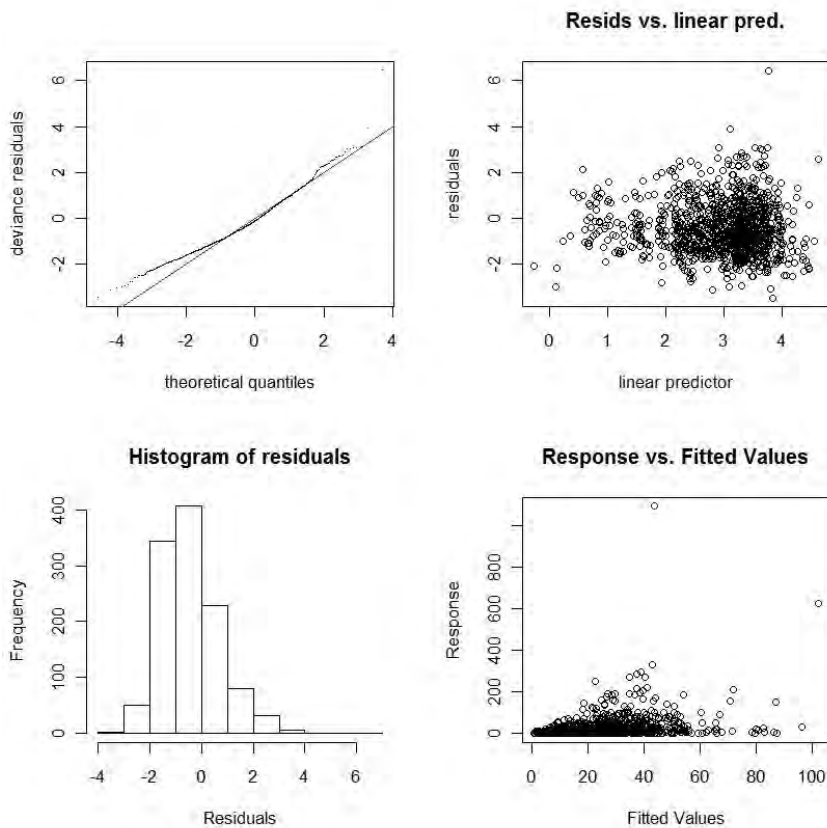 deviance residuals
-2 0 2 4 6
-4 -2 0 2 4
theoretical quantiles
Resids vs. linear pred.
residuals
-2 0 2 4 6
0 1 2 3 4
linear predictor
Histogram of residuals
Frequency
0 100 200 300 400
-4 -2 0 2 4 6
Residuals
Response vs. Fitted Values
Response
0 200 400 600 800
0 20 40 60 80 100
Fitted Values